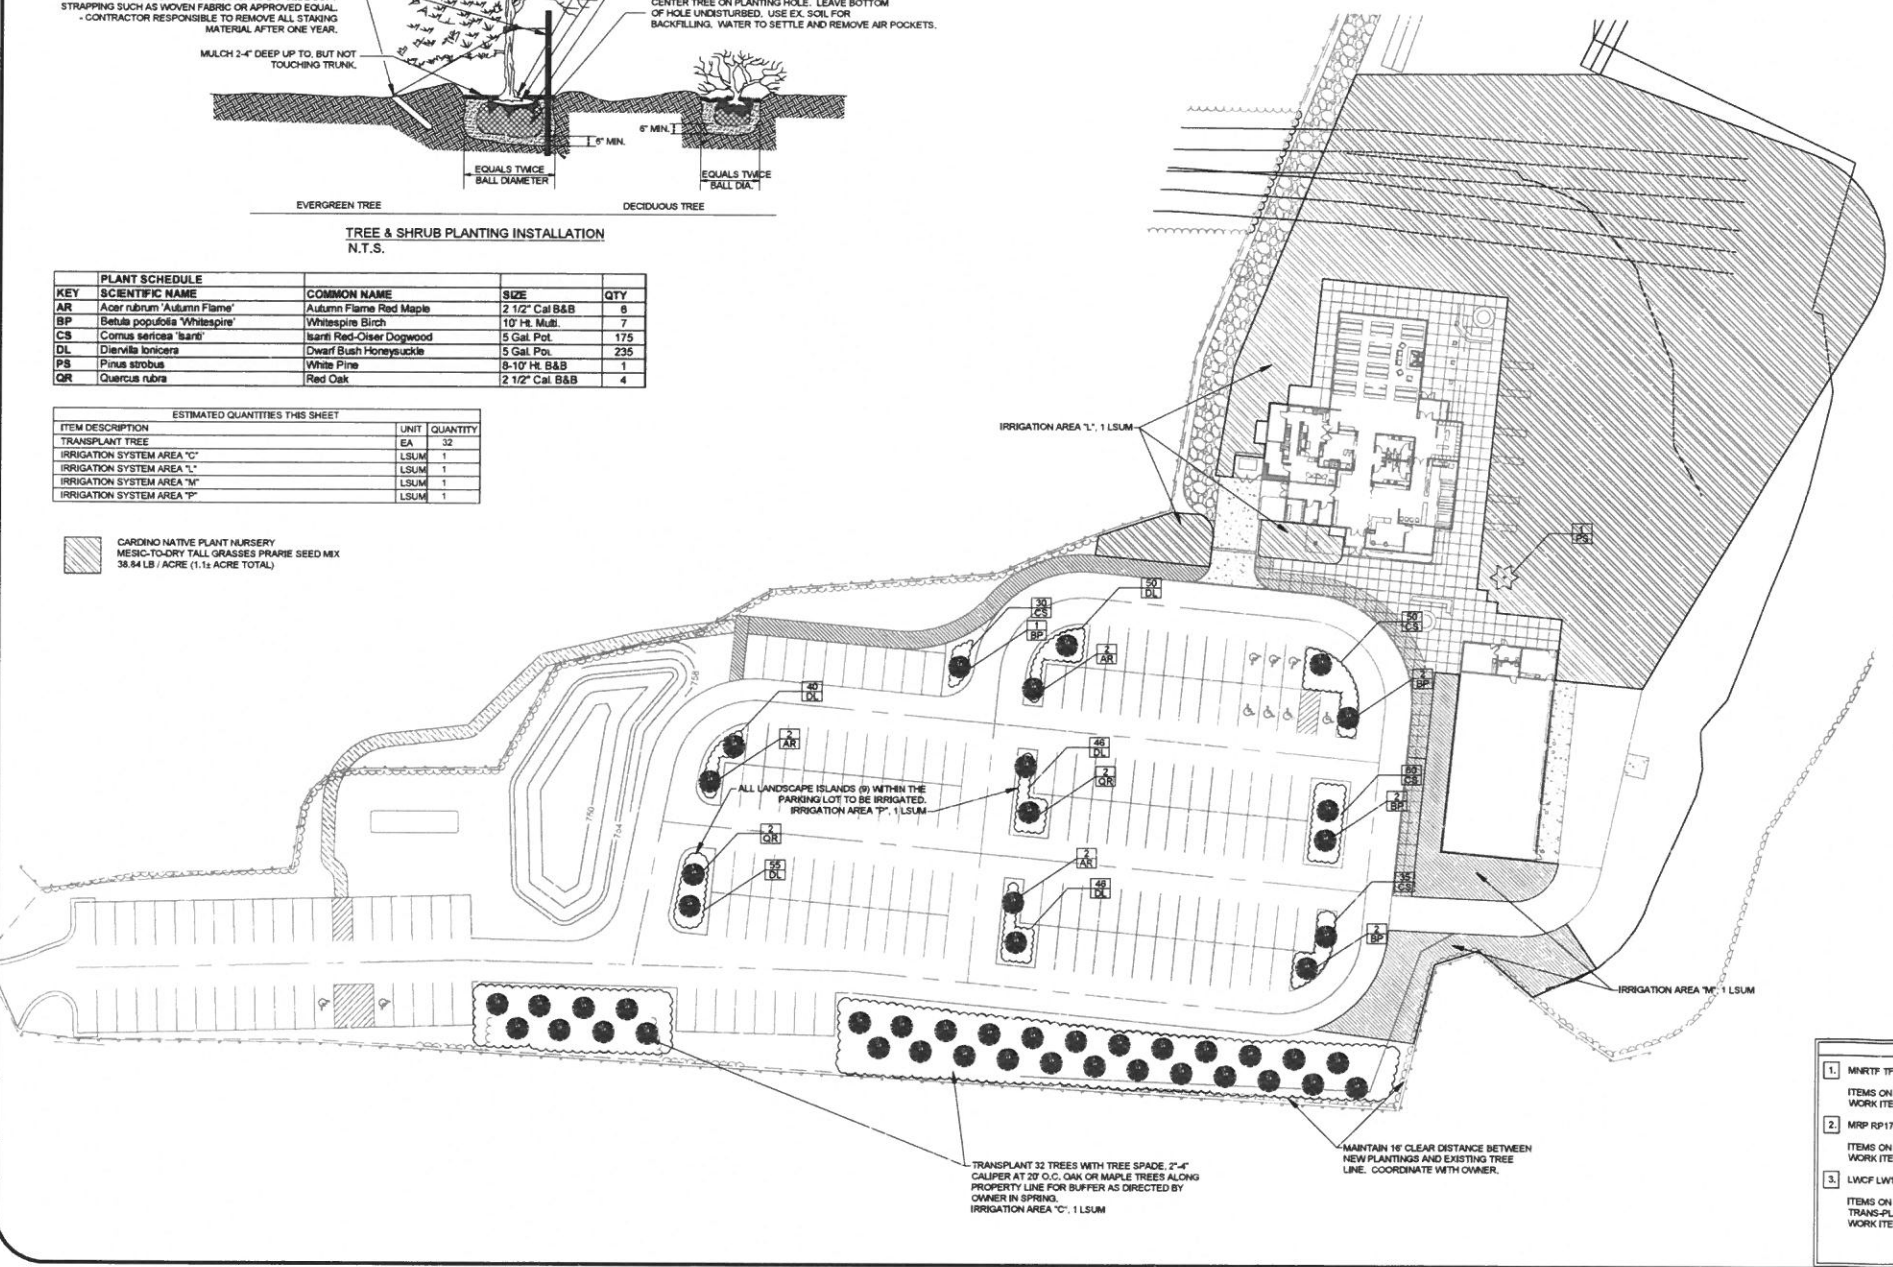 STRAPPING SUCH AS WOVEN FABRIC OR APPROVED EQUAL.
- CONTRACTOR RESPONSIBLE TO REMOVE ALL STAKING
MATERIAL AFTER ONE YEAR.
MULCH 2-4" DEEP UP TO, BUT NOT
TOUCHING TRUNK.
CENTER TREE ON PLANTING HOLE. LEAVE BOTTOM
OF HOLE UNDISTURBED. USE EX. SOIL FOR
BACKFILLING. WATER TO SETTLE AND REMOVE AIR POCKETS.
6" MIN.
6" MIN.
EQUALS TWICE
BALL DIAMETER
EQUALS TWICE
BALL DIA.
EVERGREEN TREE
DECIDUOUS TREE
TREE & SHRUB PLANTING INSTALLATION
N.T.S.
PLANT SCHEDULE
KEY SCIENTIFIC NAME COMMON NAME SIZE QTY
AR Acer rubrum 'Autumn Flame' Autumn Flame Red Maple 2 1/2" Cal B&B 6
BP Betula populfolia 'Whitespire' Whitespire Birch 10' Ht. Multi. 7
CS Cornus sericea 'Isanti' Isanti Red-Oiser Dogwood 5 Gal. Pot. 175
DL Diervilla lonicera Dwarf Bush Honeysuckle 5 Gal. Pot. 235
PS Pinus strobus White Pine 8-10' Ht. B&B 1
QR Quercus rubra Red Oak 2 1/2" Cal. B&B 4
ESTIMATED QUANTITIES THIS SHEET
ITEM DESCRIPTION UNIT QUANTITY
TRANSPLANT TREE EA 32
IRRIGATION SYSTEM AREA "C" LSUM 1
IRRIGATION SYSTEM AREA "L" LSUM 1
IRRIGATION SYSTEM AREA "M" LSUM 1
IRRIGATION SYSTEM AREA "P" LSUM 1
CARDINO NATIVE PLANT NURSERY
MESIC-TO-DRY TALL GRASSES PRARIE SEED MIX
38.84 LB / ACRE (1.1± ACRE TOTAL)
IRRIGATION AREA "L", 1 LSUM
1
PS
50
DL
30
CS
1
BP
50
CS
2
AR
2
BP
758
40
DL
2
AR
46
DL
2
QR
60
CS
2
BP
ALL LANDSCAPE ISLANDS (9) WITHIN THE
PARKING LOT TO BE IRRIGATED.
IRRIGATION AREA "P", 1 LSUM
750
754
2
QR
55
DL
2
AR
46
DL
35
CS
2
BP
IRRIGATION AREA "M", 1 LSUM
MAINTAIN 16' CLEAR DISTANCE BETWEEN
NEW PLANTINGS AND EXISTING TREE
LINE. COORDINATE WITH OWNER.
TRANSPLANT 32 TREES WITH TREE SPADE, 2"-4"
CALIPER AT 20' O.C. OAK OR MAPLE TREES ALONG
PROPERTY LINE FOR BUFFER AS DIRECTED BY
OWNER IN SPRING.
IRRIGATION AREA "C", 1 LSUM
1. MNRTF TF
ITEMS ON
WORK ITE
2. MRP RP17
ITEMS ON
WORK ITE
3. LWCF LW1
ITEMS ON
TRANS-PL
WORK ITE